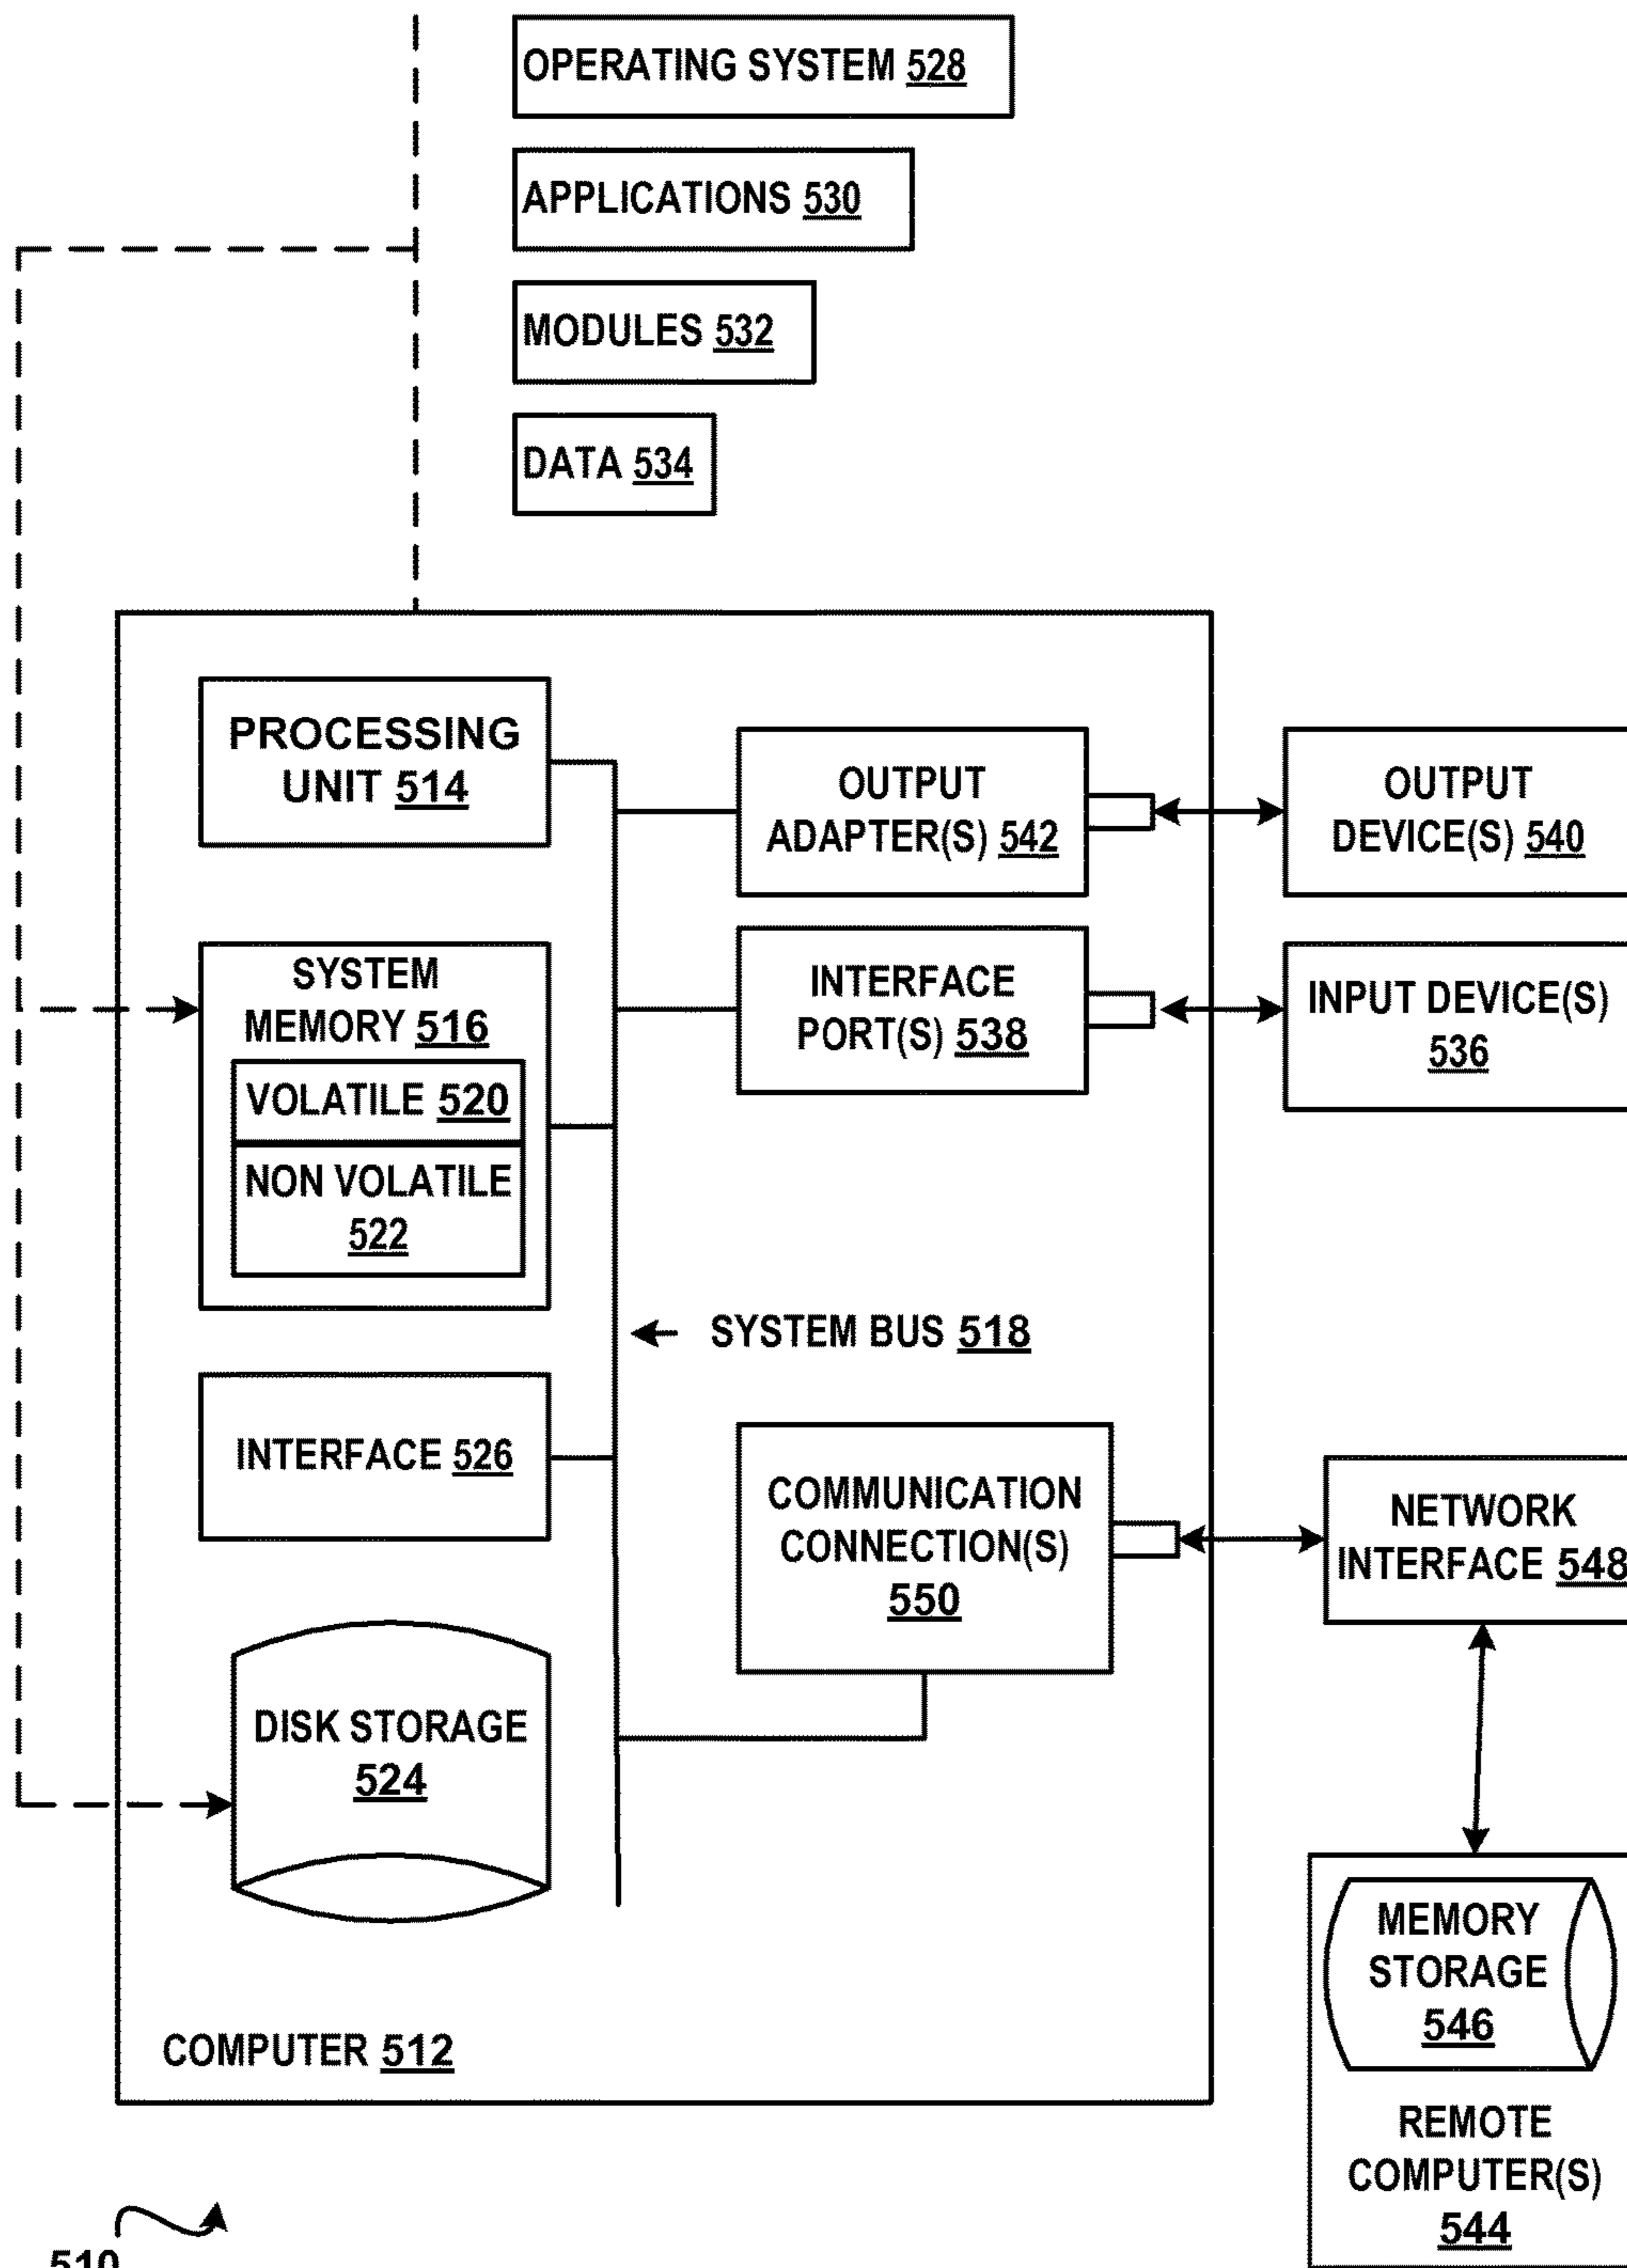 OPERATING SYSTEM 528
APPLICATIONS 530
MODULES 532
DATA 534
PROCESSING
UNIT 514
OUTPUT
ADAPTER(S) 542
OUTPUT
DEVICE(S) 540
SYSTEM
MEMORY 516
VOLATILE 520
NON VOLATILE
522
INTERFACE
PORT(S) 538
INPUT DEVICE(S)
536
SYSTEM BUS 518
INTERFACE 526
COMMUNICATION
CONNECTION(S)
550
NETWORK
INTERFACE 548
DISK STORAGE
524
MEMORY
STORAGE
546
COMPUTER 512
REMOTE
COMPUTER(S)
544
510